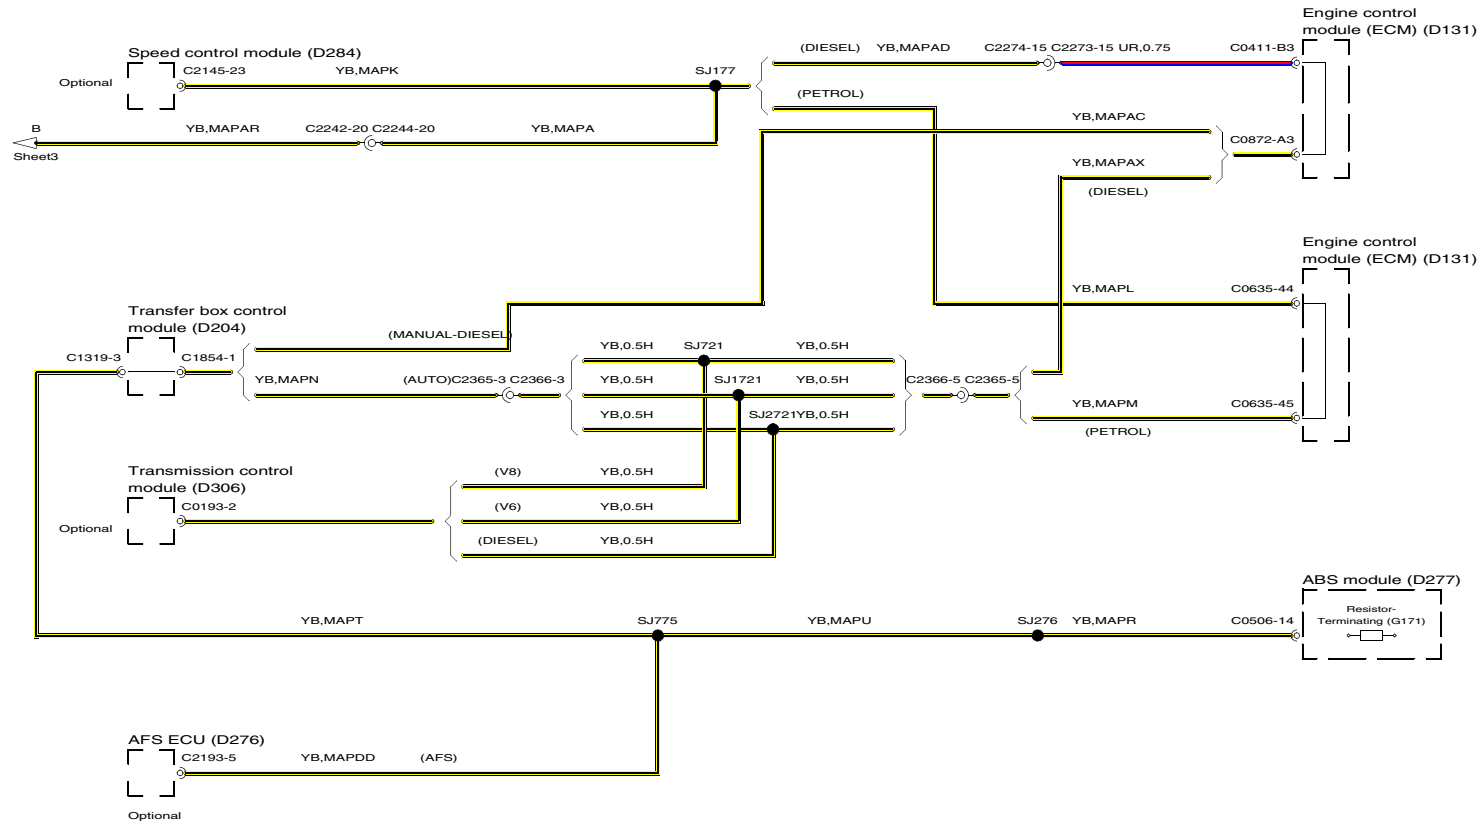 Engine control
module (ECM) (D131)
Speed control module (D284)
(DIESEL) YB,MAPAD C2274-15 C2273-15 UR,0.75 C0411-B3
Optional
C2145-23 YB,MAPK SJ177
(PETROL)
YB,MAPAC
B YB,MAPAR C2242-20 C2244-20 YB,MAPA
C0872-A3
Sheet3
YB,MAPAX
(DIESEL)
Engine control
module (ECM) (D131)
YB,MAPL C0635-44
Transfer box control
module (D204)
(MANUAL-DIESEL)
YB,0.5H SJ721 YB,0.5H
C1319-3 C1854-1
YB,MAPN (AUTO)C2365-3 C2366-3 YB,0.5H SJ1721 YB,0.5H C2366-5 C2365-5
YB,MAPM C0635-45
YB,0.5H SJ2721YB,0.5H
(PETROL)
Transmission control
module (D306)
(V8) YB,0.5H
C0193-2 (V6) YB,0.5H
Optional
(DIESEL) YB,0.5H
ABS module (D277)
Resistor-
Terminating (G171)
YB,MAPT SJ775 YB,MAPU SJ276 YB,MAPR C0506-14
AFS ECU (D276)
C2193-5 YB,MAPDD (AFS)
Optional